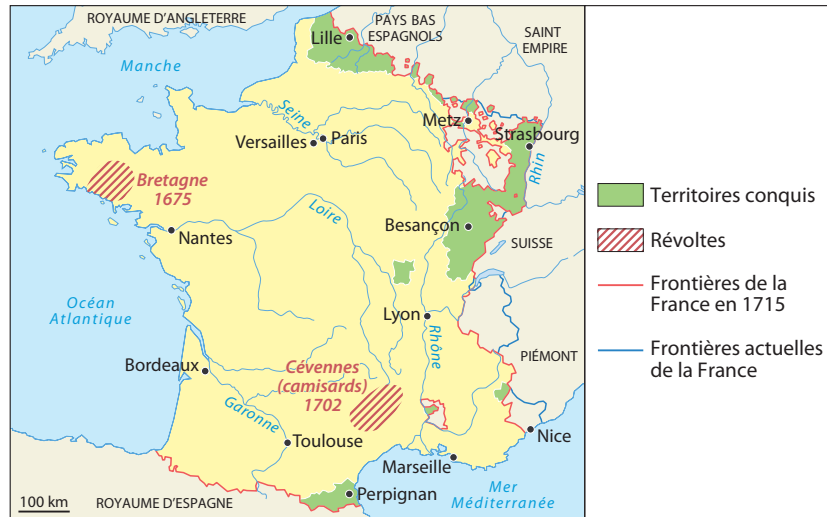 ROYAUME D'ANGLETERRE
PAYS BAS
ESPAGNOLS
SAINT
EMPIRE
Lille
Manche
Metz
Strasbourg
Seine
Versailles
Paris
Rhin
Bretagne
1675
Loire
Besançon
Nantes
SUISSE
Océan
Atlantique
Lyon
Rhône
PIÉMONT
Bordeaux
Cévennes
(camisards)
1702
Garonne
Toulouse
Nice
Marseille
Perpignan
Mer
Méditerranée
100 km
ROYAUME D'ESPAGNE
Territoires conquis
Révoltes
Frontières de la
France en 1715
Frontières actuelles
de la France